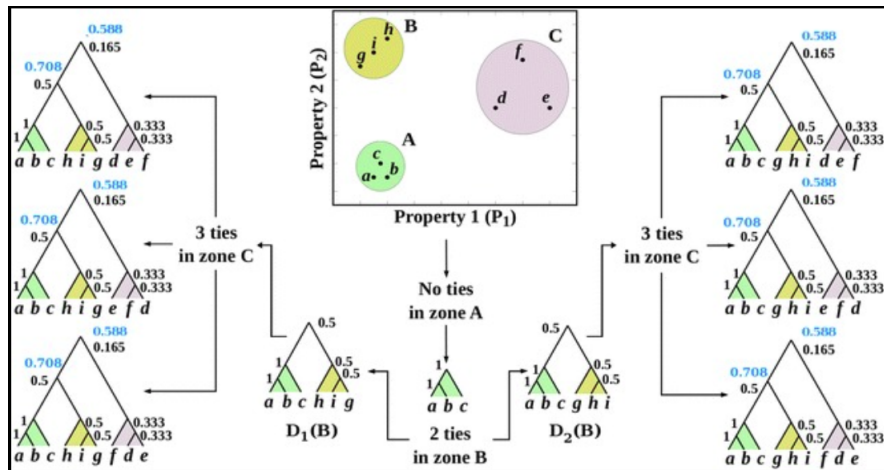 0.588
0.165
0.708
0.5
1
1
0.5
0.5
0.333
0.333
a b c h i g d e f
0.588
0.165
0.708
0.5
1
1
0.5
0.5
0.333
0.333
a b c h i g e f d
0.588
0.165
0.708
0.5
1
1
0.5
0.5
0.333
0.333
a b c h i g f d e
3 ties
in zone C
Property 2 (P2)
B
h
i
g
C
f
d
e
A
c
a
b
Property 1 (P1)
No ties
in zone A
1
1
a b c
2 ties
in zone B
0.5
1
1
0.5
0.5
a b c h i g
D1(B)
0.5
1
1
0.5
0.5
a b c g h i
D2(B)
3 ties
in zone C
0.588
0.165
0.708
0.5
1
1
0.5
0.5
0.333
0.333
a b c g h i d e f
0.588
0.165
0.708
0.5
1
1
0.5
0.5
0.333
0.333
a b c g h i e f d
0.588
0.165
0.708
0.5
1
1
0.5
0.5
0.333
0.333
a b c g h i f d e